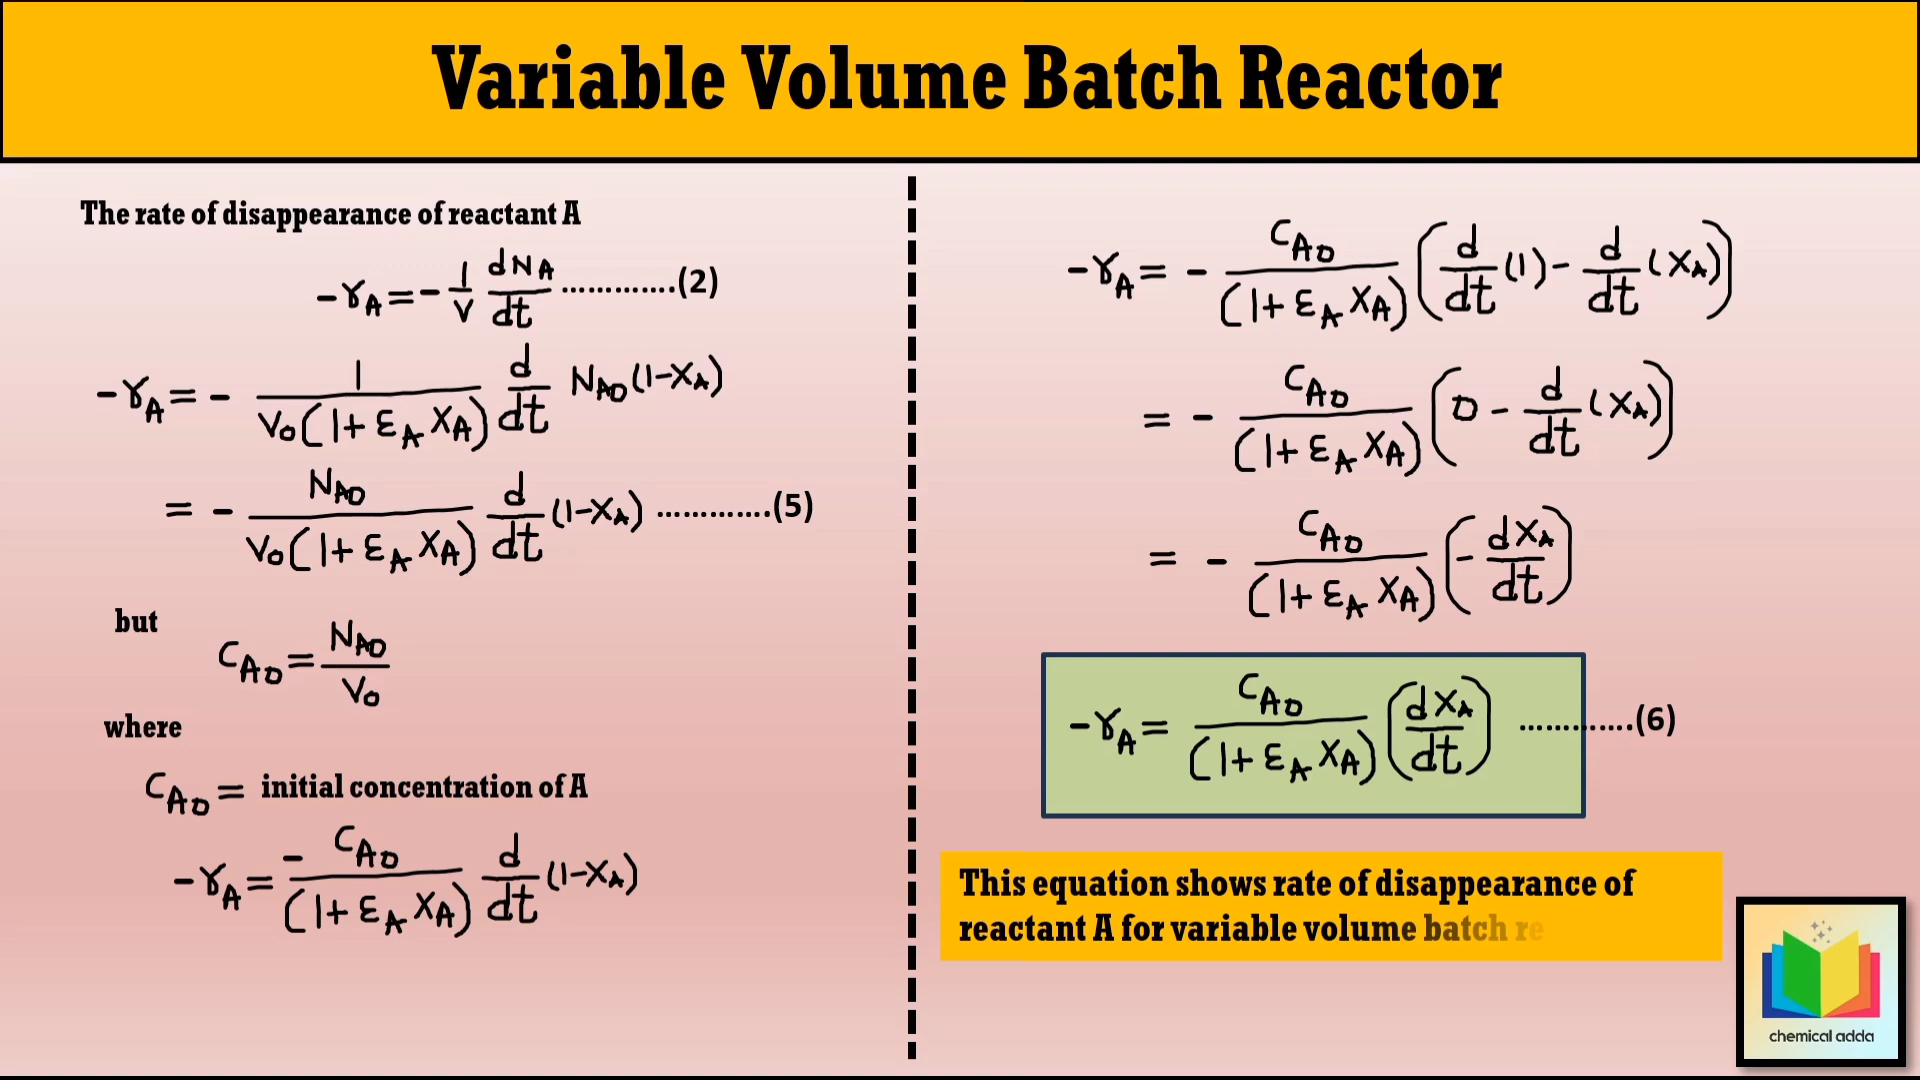 Variable Volume Batch Reactor
The rate of disappearance of reactant A
-r_A = - 1/V dN_A/dt .............(2)
-r_A = - 1/(V₀(1+ε_A X_A)) d/dt N_A0(1-X_A)
= - N_A0/(V₀(1+ε_A X_A)) d/dt (1-X_A) .............(5)
but
C_A0 = N_A0/V₀
where
C_A0 = initial concentration of A
-r_A = - C_A0/(1+ε_A X_A) d/dt (1-X_A)
-r_A = - C_A0/(1+ε_A X_A) (d/dt (1) - d/dt (X_A))
= - C_A0/(1+ε_A X_A) (0 - d/dt (X_A))
= - C_A0/(1+ε_A X_A) (- dX_A/dt)
-r_A = C_A0/(1+ε_A X_A) (dX_A/dt) .............(6)
This equation shows rate of disappearance of
reactant A for variable volume batch re
chemical adda